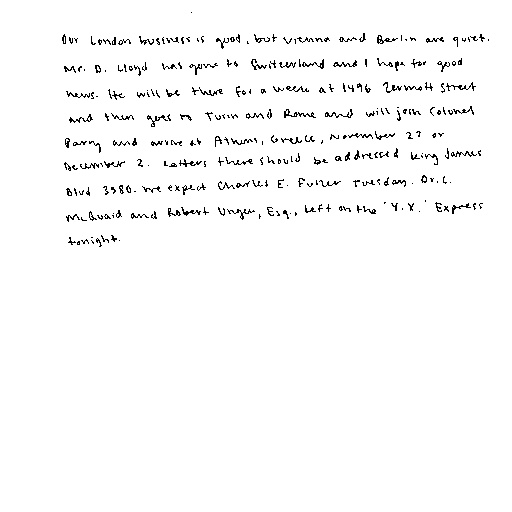 Our London business is good, but Vienna and Berlin are quiet.
Mr. D. Lloyd has gone to Switzerland and I hope for good
news. He will be there for a week at 1496 Zermott Street
and then goes to Turin and Rome and will join Colonel
Parry and arrive at Athens, Greece, November 27 or
December 2. Letters there should be addressed King James
Blvd 3580. We expect Charles E. Fuller Tuesday. Dr. L.
McQuaid and Robert Unger, Esq., left on the 'Y.X.' Express
tonight.